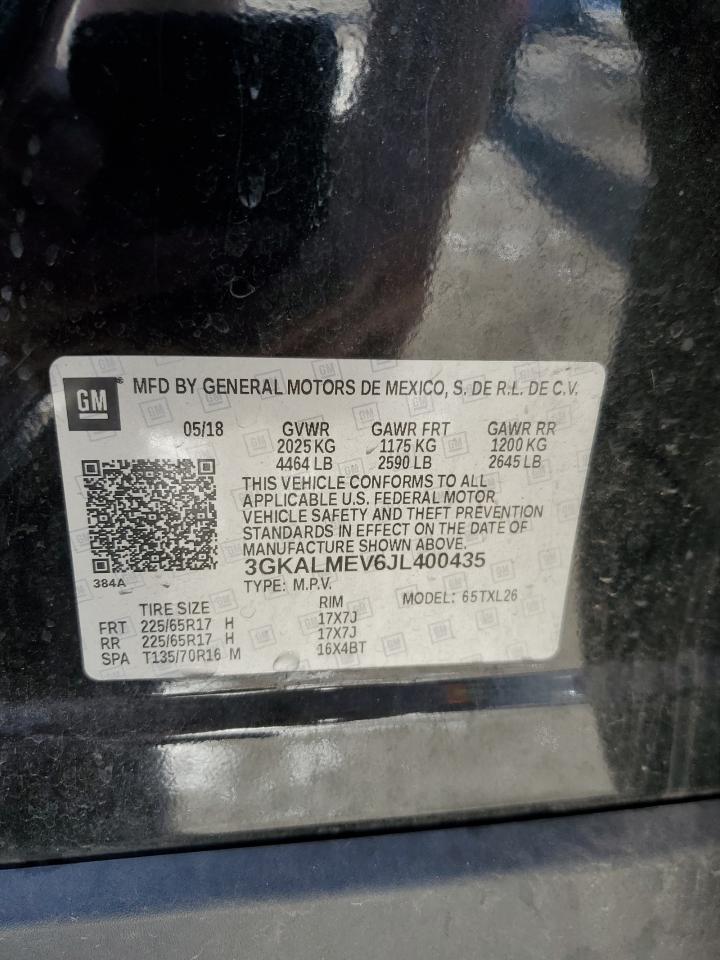 GM
MFD BY GENERAL MOTORS DE MEXICO, S. DE R.L. DE C.V.
05/18 GVWR GAWR FRT GAWR RR
2025 KG 1175 KG 1200 KG
4464 LB 2590 LB 2645 LB
THIS VEHICLE CONFORMS TO ALL
APPLICABLE U.S. FEDERAL MOTOR
VEHICLE SAFETY AND THEFT PREVENTION
STANDARDS IN EFFECT ON THE DATE OF
MANUFACTURE SHOWN ABOVE.
384A
3GKALMEV6JL400435
TYPE: M.P.V. MODEL: 65TXL26
TIRE SIZE RIM
FRT 225/65R17 H 17X7J
RR 225/65R17 H 17X7J
SPA T135/70R16 M 16X4BT